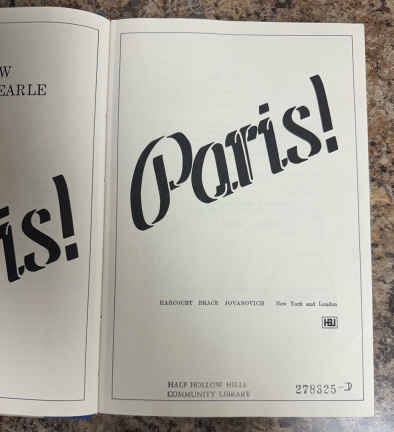 W
EARLE
is!
Paris!
HARCOURT BRACE JOVANOVICH New York and London
HBJ
HALF HOLLOW HILLS
COMMUNITY LIBRARY
278325-D